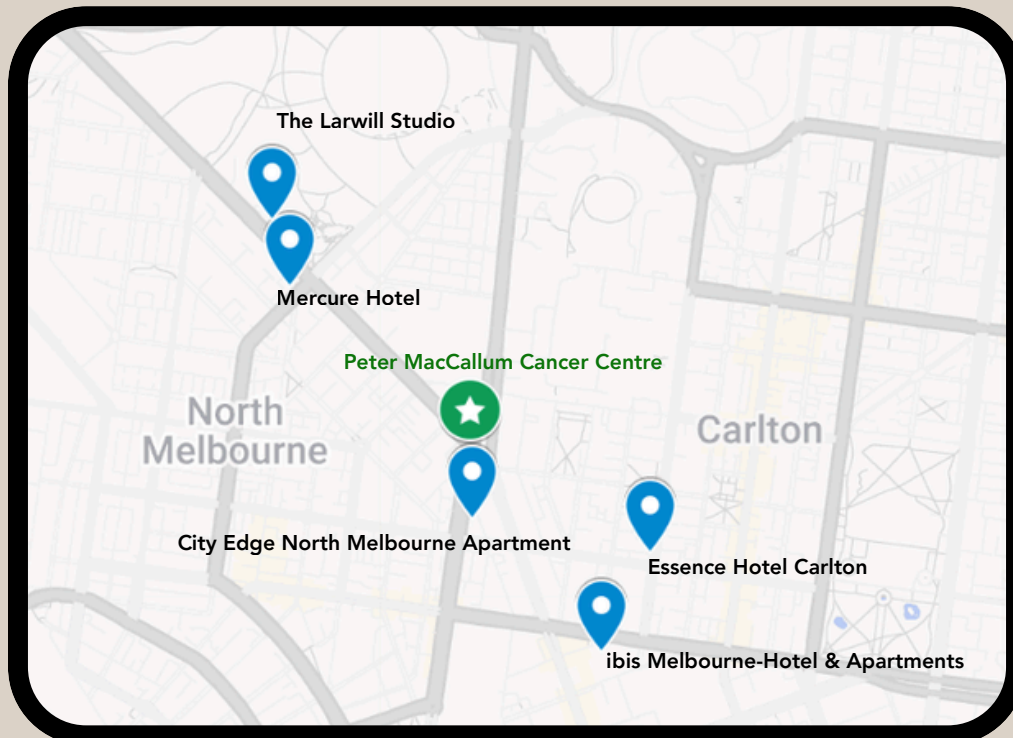 The Larwill Studio
Mercure Hotel
Peter MacCallum Cancer Centre
North
Melbourne
Carlton
City Edge North Melbourne Apartment
Essence Hotel Carlton
ibis Melbourne-Hotel & Apartments